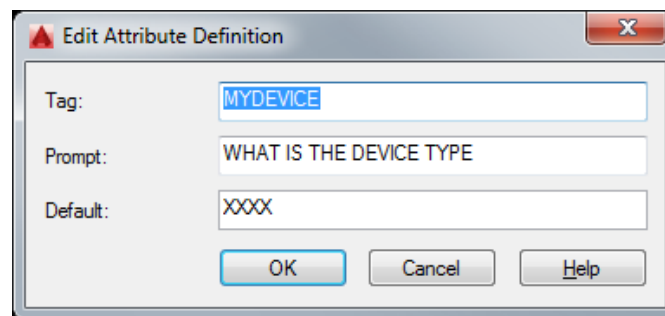 Edit Attribute Definition
Tag: MYDEVICE
Prompt: WHAT IS THE DEVICE TYPE
Default: XXXX
OK Cancel Help